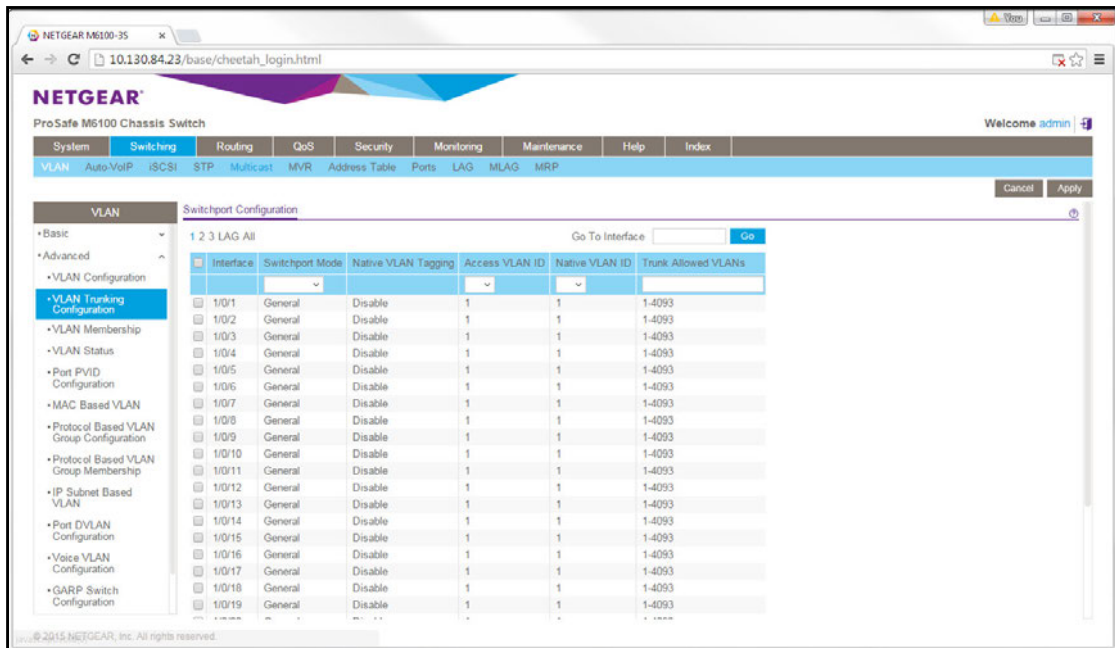 You
NETGEAR M6100-3S
10.130.84.23/base/cheetah_login.html
NETGEAR®
ProSafe M6100 Chassis Switch
Welcome admin
System Switching Routing QoS Security Monitoring Maintenance Help Index
VLAN Auto-VoIP iSCSI STP Multicast MVR Address Table Ports LAG MLAG MRP
Cancel Apply
VLAN
Switchport Configuration
Basic
1 2 3 LAG All Go To Interface Go
Advanced
VLAN Configuration
VLAN Trunking
Configuration
VLAN Membership
VLAN Status
Port PVID
Configuration
MAC Based VLAN
Protocol Based VLAN
Group Configuration
Protocol Based VLAN
Group Membership
IP Subnet Based
VLAN
Port DVLAN
Configuration
Voice VLAN
Configuration
GARP Switch
Configuration
Interface Switchport Mode Native VLAN Tagging Access VLAN ID Native VLAN ID Trunk Allowed VLANs
1/0/1 General Disable 1 1 1-4093
1/0/2 General Disable 1 1 1-4093
1/0/3 General Disable 1 1 1-4093
1/0/4 General Disable 1 1 1-4093
1/0/5 General Disable 1 1 1-4093
1/0/6 General Disable 1 1 1-4093
1/0/7 General Disable 1 1 1-4093
1/0/8 General Disable 1 1 1-4093
1/0/9 General Disable 1 1 1-4093
1/0/10 General Disable 1 1 1-4093
1/0/11 General Disable 1 1 1-4093
1/0/12 General Disable 1 1 1-4093
1/0/13 General Disable 1 1 1-4093
1/0/14 General Disable 1 1 1-4093
1/0/15 General Disable 1 1 1-4093
1/0/16 General Disable 1 1 1-4093
1/0/17 General Disable 1 1 1-4093
1/0/18 General Disable 1 1 1-4093
1/0/19 General Disable 1 1 1-4093
© 2015 NETGEAR, Inc. All rights reserved.